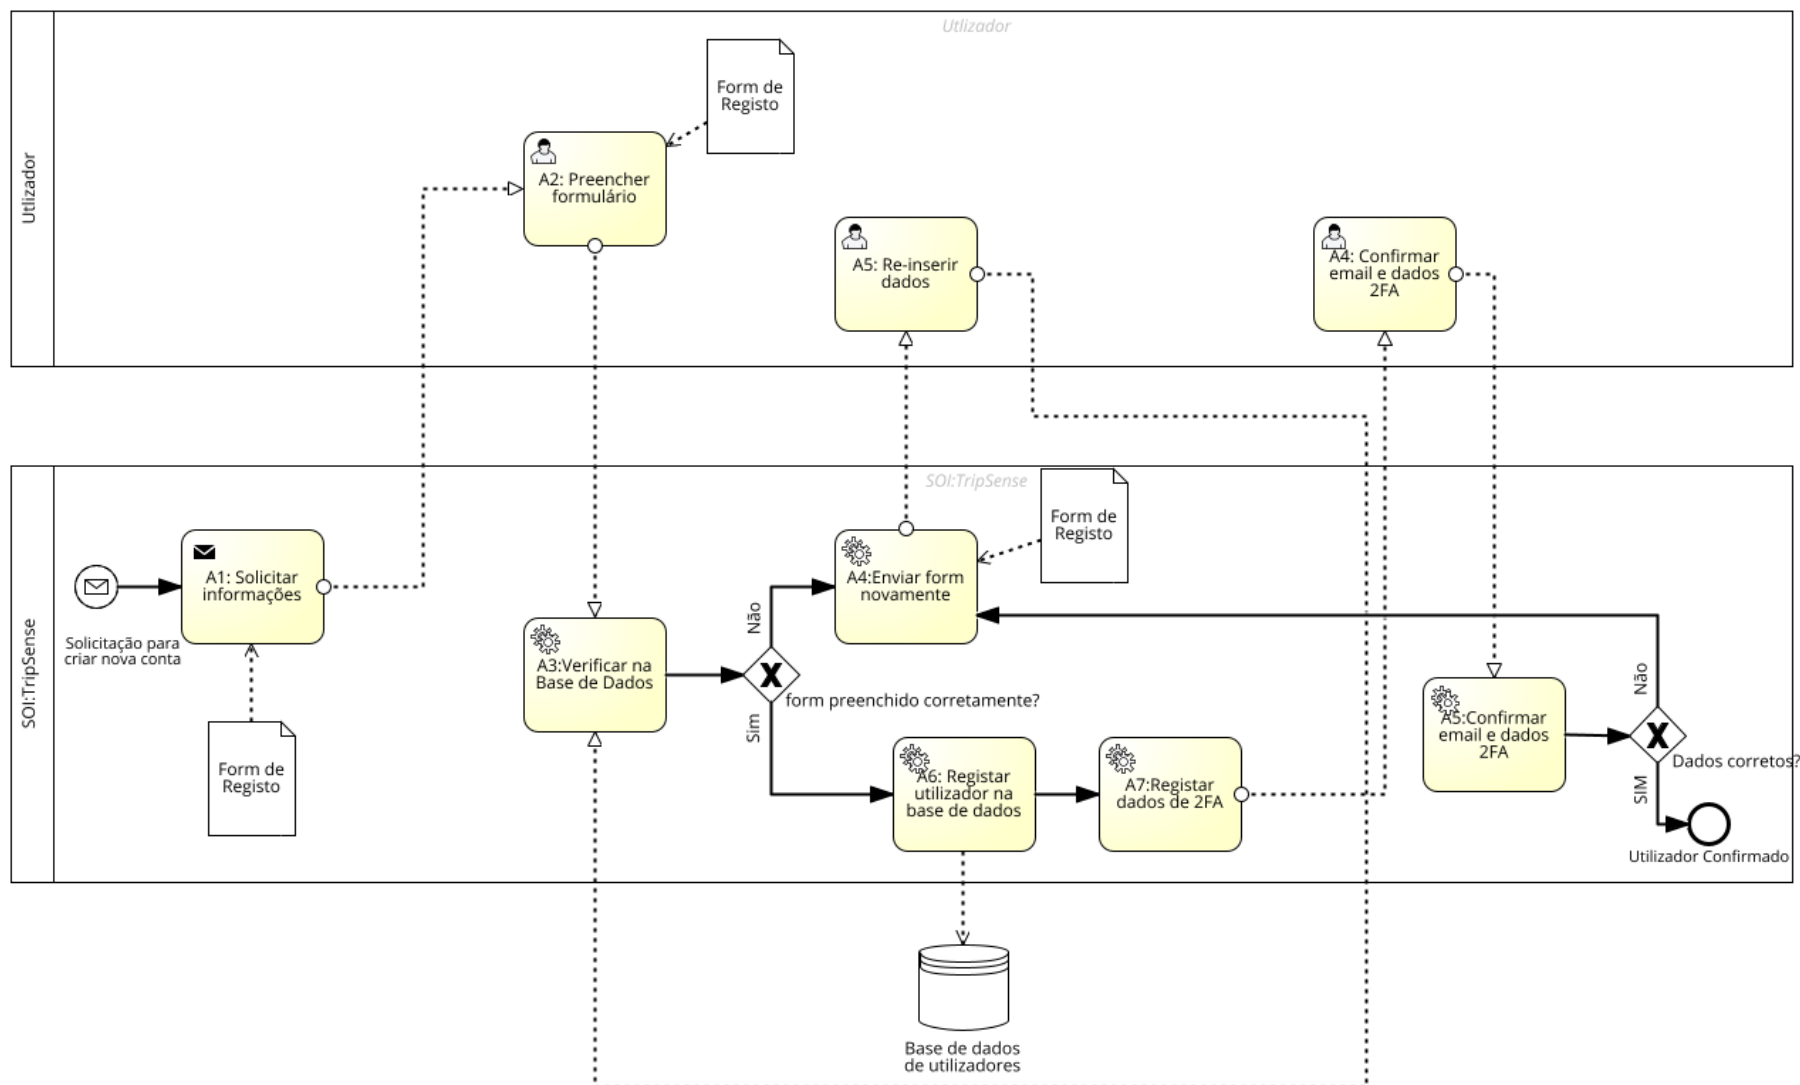 Utlizador
Utlizador
Form de
Registo
A2: Preencher
formulário
A5: Re-inserir
dados
A4: Confirmar
email e dados
2FA
SOI:TripSense
SOI:TripSense
Form de
Registo
A1: Solicitar
informações
Solicitação para
criar nova conta
Form de
Registo
A4:Enviar form
novamente
Não
A3:Verificar na
Base de Dados
form preenchido corretamente?
Sim
A6: Registar
utilizador na
base de dados
A7:Registar
dados de 2FA
A5:Confirmar
email e dados
2FA
Não
Dados corretos?
SIM
Utilizador Confirmado
Base de dados
de utilizadores